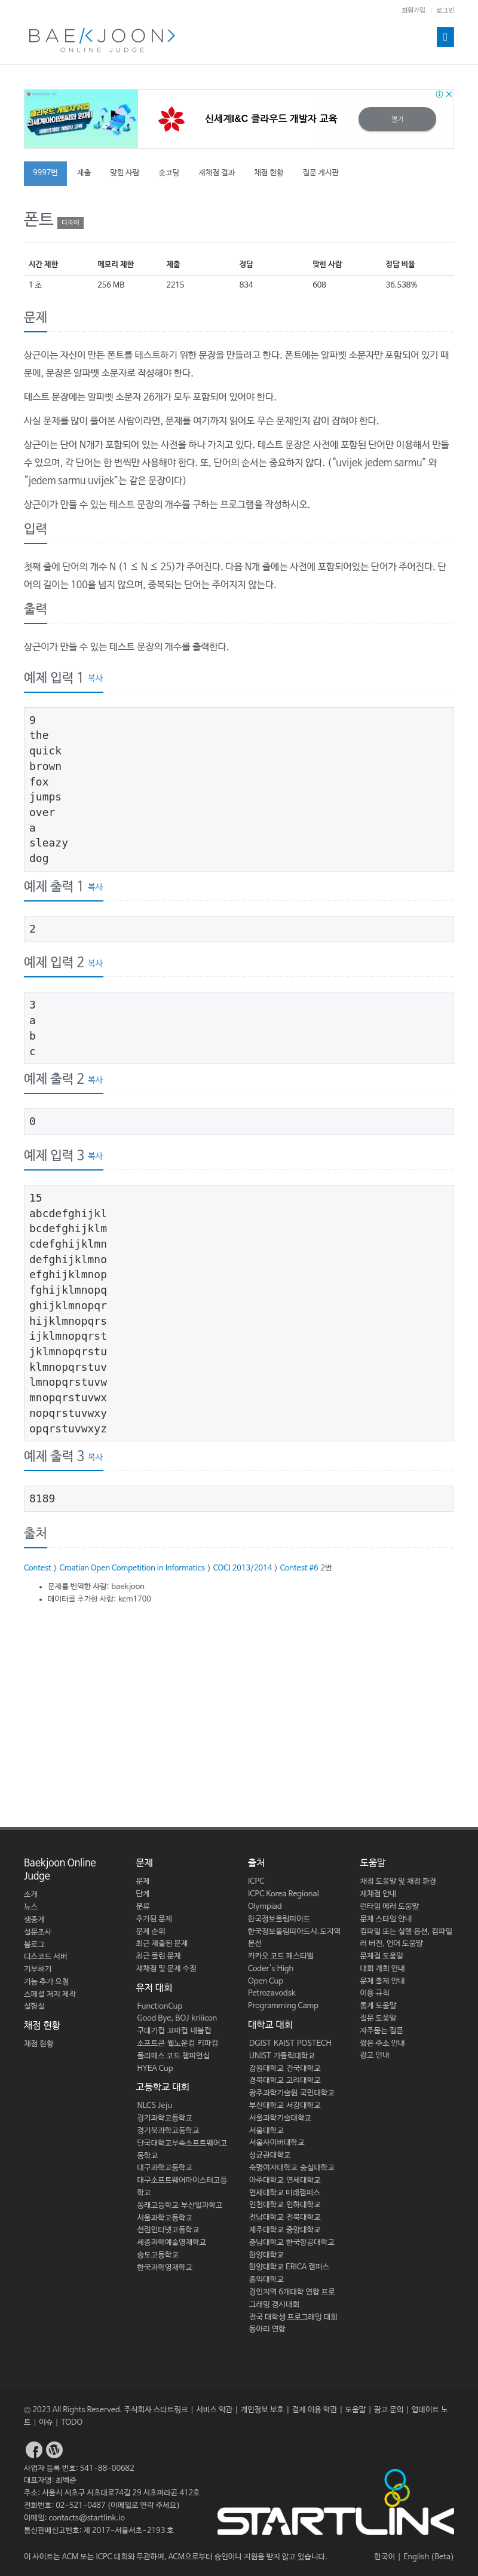 회원가입 | 로그인
BAEKJOON>
ONLINE JUDGE
신세계I&C 클라우드 개발자 교육
열기
9997번 제출 맞힌 사람 숏코딩 재채점 결과 채점 현황 질문 게시판
폰트 다국어
시간 제한 메모리 제한 제출 정답 맞힌 사람 정답 비율
1 초 256 MB 2215 834 608 36.538%
문제
상근이는 자신이 만든 폰트를 테스트하기 위한 문장을 만들려고 한다. 폰트에는 알파벳 소문자만 포함되어 있기 때
문에, 문장은 알파벳 소문자로 작성해야 한다.
테스트 문장에는 알파벳 소문자 26개가 모두 포함되어 있어야 한다.
사실 문제를 많이 풀어본 사람이라면, 문제를 여기까지 읽어도 무슨 문제인지 감이 잡혀야 한다.
상근이는 단어 N개가 포함되어 있는 사전을 하나 가지고 있다. 테스트 문장은 사전에 포함된 단어만 이용해서 만들
수 있으며, 각 단어는 한 번씩만 사용해야 한다. 또, 단어의 순서는 중요하지 않다. ("uvijek jedem sarmu" 와
"jedem sarmu uvijek"는 같은 문장이다)
상근이가 만들 수 있는 테스트 문장의 개수를 구하는 프로그램을 작성하시오.
입력
첫째 줄에 단어의 개수 N (1 ≤ N ≤ 25)가 주어진다. 다음 N개 줄에는 사전에 포함되어있는 단어가 주어진다. 단
어의 길이는 100을 넘지 않으며, 중복되는 단어는 주어지지 않는다.
출력
상근이가 만들 수 있는 테스트 문장의 개수를 출력한다.
예제 입력 1 복사
9
the
quick
brown
fox
jumps
over
a
sleazy
dog
예제 출력 1 복사
2
예제 입력 2 복사
3
a
b
c
예제 출력 2 복사
0
예제 입력 3 복사
15
abcdefghijkl
bcdefghijklm
cdefghijklmn
defghijklmno
efghijklmnop
fghijklmnopq
ghijklmnopqr
hijklmnopqrs
ijklmnopqrst
jklmnopqrstu
klmnopqrstuv
lmnopqrstuvw
mnopqrstuvwx
nopqrstuvwxy
opqrstuvwxyz
예제 출력 3 복사
8189
출처
Contest > Croatian Open Competition in Informatics > COCI 2013/2014 > Contest #6 2번
• 문제를 번역한 사람: baekjoon
• 데이터를 추가한 사람: kcm1700
Baekjoon Online
Judge
소개
뉴스
생중계
설문조사
블로그
디스코드 서버
기부하기
기능 추가 요청
스페셜 저지 제작
실험실
채점 현황
채점 현황
문제
문제
단계
분류
추가된 문제
문제 순위
최근 제출된 문제
최근 풀린 문제
재채점 및 문제 수정
유저 대회
FunctionCup
Good Bye, BOJ kriiicon
구데기컵 꼬마컵 네블컵
소프트콘 웰노운컵 키파컵
폴리매스 코드 챔피언십
HYEA Cup
고등학교 대회
NLCS Jeju
경기과학고등학교
경기북과학고등학교
단국대학교부속소프트웨어고
등학교
대구과학고등학교
대구소프트웨어마이스터고등
학교
동래고등학교 부산일과학고
서울과학고등학교
선린인터넷고등학교
세종과학예술영재학교
송도고등학교
한국과학영재학교
출처
ICPC
ICPC Korea Regional
Olympiad
한국정보올림피아드
한국정보올림피아드시.도지역
본선
카카오 코드 페스티벌
Coder's High
Open Cup
Petrozavodsk
Programming Camp
대학교 대회
DGIST KAIST POSTECH
UNIST 가톨릭대학교
강원대학교 건국대학교
경북대학교 고려대학교
광주과학기술원 국민대학교
부산대학교 서강대학교
서울과학기술대학교
서울대학교
서울사이버대학교
성균관대학교
숙명여자대학교 숭실대학교
아주대학교 연세대학교
연세대학교 미래캠퍼스
인천대학교 인하대학교
전남대학교 전북대학교
제주대학교 중앙대학교
충남대학교 한국항공대학교
한양대학교
한양대학교 ERICA 캠퍼스
홍익대학교
경인지역 6개대학 연합 프로
그래밍 경시대회
전국 대학생 프로그래밍 대회
동아리 연합
도움말
채점 도움말 및 채점 환경
재채점 안내
런타임 에러 도움말
문제 스타일 안내
컴파일 또는 실행 옵션, 컴파일
러 버전, 언어 도움말
문제집 도움말
대회 개최 안내
문제 출제 안내
이용 규칙
통계 도움말
질문 도움말
자주묻는 질문
짧은 주소 안내
광고 안내
© 2023 All Rights Reserved. 주식회사 스타트링크 | 서비스 약관 | 개인정보 보호 | 결제 이용 약관 | 도움말 | 광고 문의 | 업데이트 노
트 | 이슈 | TODO
사업자 등록 번호: 541-88-00682
대표자명: 최백준
주소: 서울시 서초구 서초대로74길 29 서초파라곤 412호
전화번호: 02-521-0487 (이메일로 연락 주세요)
이메일: contacts@startlink.io
통신판매신고번호: 제 2017-서울서초-2193 호
STARTLINK
이 사이트는 ACM 또는 ICPC 대회와 무관하며, ACM으로부터 승인이나 지원을 받지 않고 있습니다.
한국어 | English (Beta)